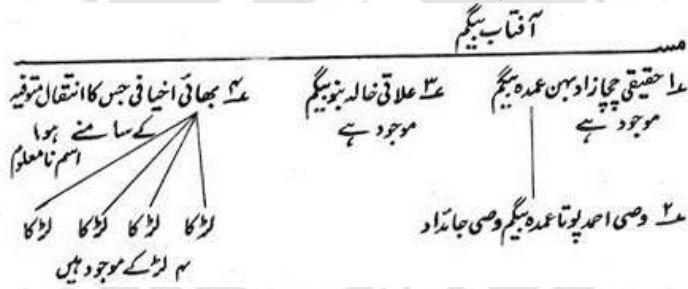 آفتاب بیگم
مسـ
۱؎ حقیقی چچازاد بہن عمدہ بیگم
موجود ہے
۳؎ علاتی خالہ بنو بیگم
موجود ہے
۴؎ بھائی اخیافی جس کا انتقال متوفیہ
کے سامنے ہوا
اسم نامعلوم
۲؎ وصی احمد پوتا عمدہ بیگم وصی جائداد
لڑکا لڑکا لڑکا لڑکا
۴ لڑکے موجود ہیں